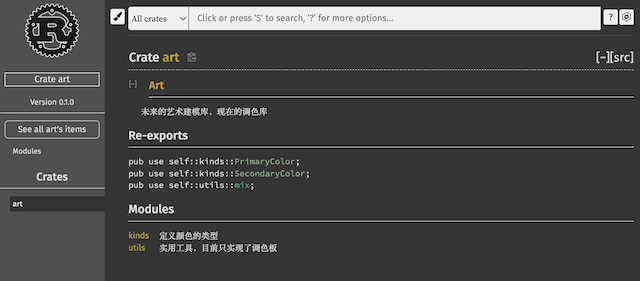 All crates
Click or press ‘S’ to search, ‘?’ for more options…
?
Crate art
[−][src]
Crate art
Version 0.1.0
See all art's items
Modules
Crates
art
[−]
Art
未来的艺术建模库，现在的调色库
Re-exports
pub use self::kinds::PrimaryColor;
pub use self::kinds::SecondaryColor;
pub use self::utils::mix;
Modules
kinds 定义颜色的类型
utils 实用工具，目前只实现了调色板